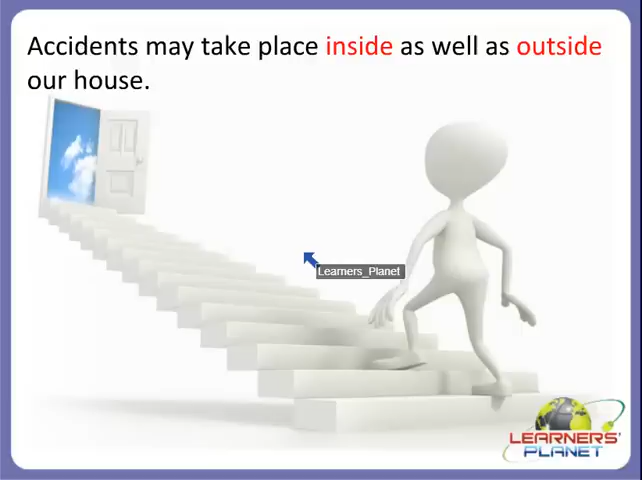 Accidents may take place inside as well as outside
our house.
Learners_Planet
LEARNERS'
PLANET